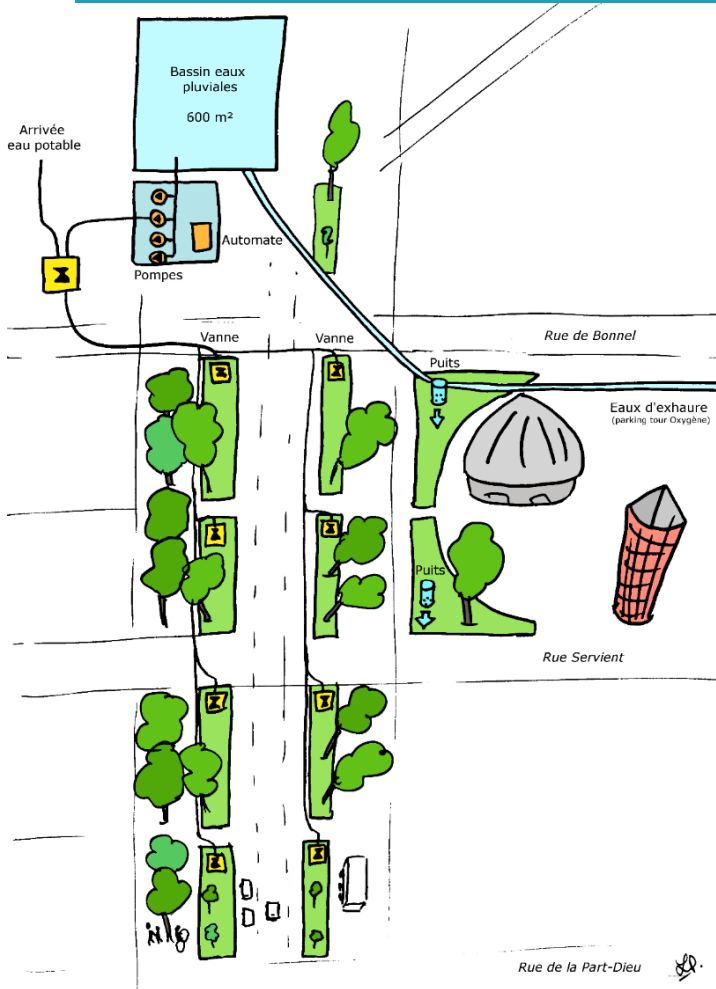 Bassin eaux
pluviales
600 m²
Arrivée
eau potable
Automate
Pompes
Vanne
Vanne
Rue de Bonnel
Puits
Eaux d'exhaure
(parking tour Oxygène)
Puits
Rue Servient
Rue de la Part-Dieu